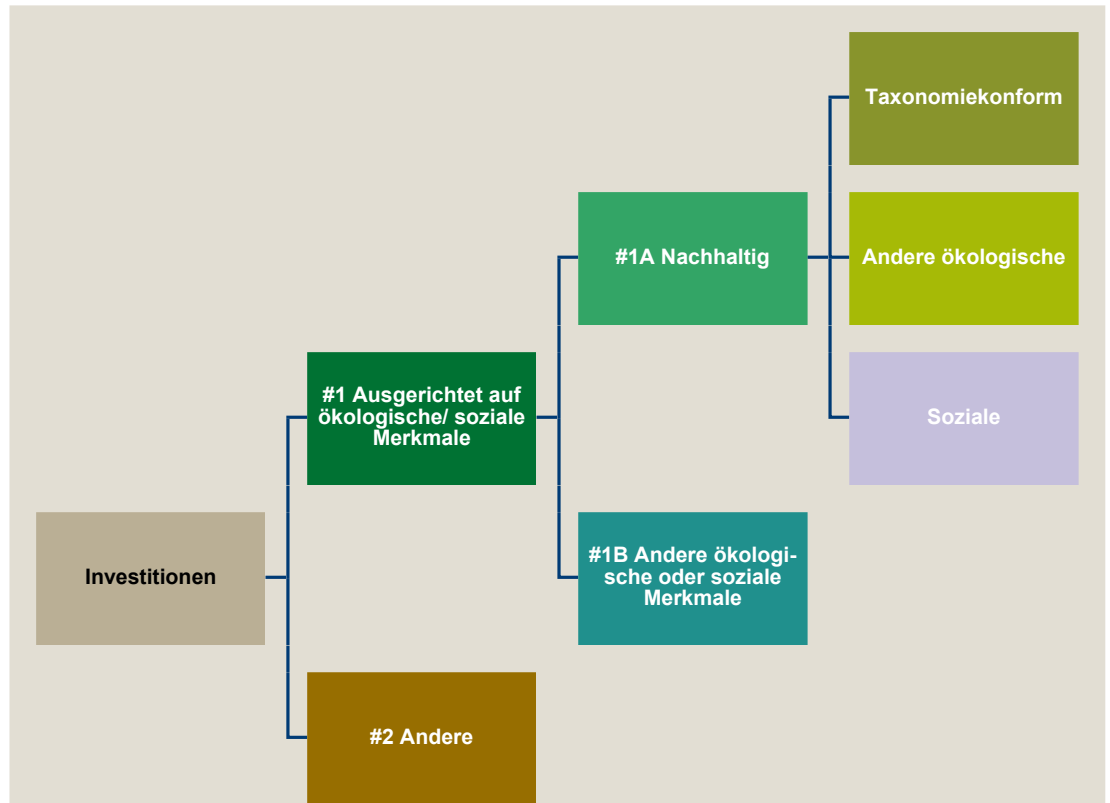 Taxonomiekonform
#1A Nachhaltig
Andere ökologische
#1 Ausgerichtet auf
ökologische/ soziale
Merkmale
Soziale
Investitionen
#1B Andere ökologi-
sche oder soziale
Merkmale
#2 Andere